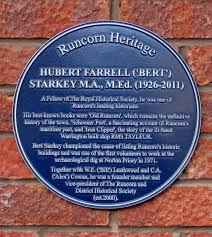 Runcorn Heritage
HUBERT FARRELL ('BERT')
STARKEY M.A., M.Ed. (1926-2011)
A Fellow of The Royal Historical Society, he was one of
Runcorn's leading historians.
His best-known books were 'Old Runcorn', which remains the definitive
history of the town, 'Schooner Port', a fascinating account of Runcorn's
maritime past, and 'Iron Clipper', the story of the ill-fated
Warrington built ship RMS TAYLEUR.
Bert Starkey championed the cause of listing Runcorn's historic
buildings and was one of the first volunteers to work at the
archaeological dig at Norton Priory in 1971.
Together with W.E. ('Bill') Leathwood and C.A.
('Alec') Cowan, he was a founder member and
vice-president of The Runcorn and
District Historical Society
(est.2000).